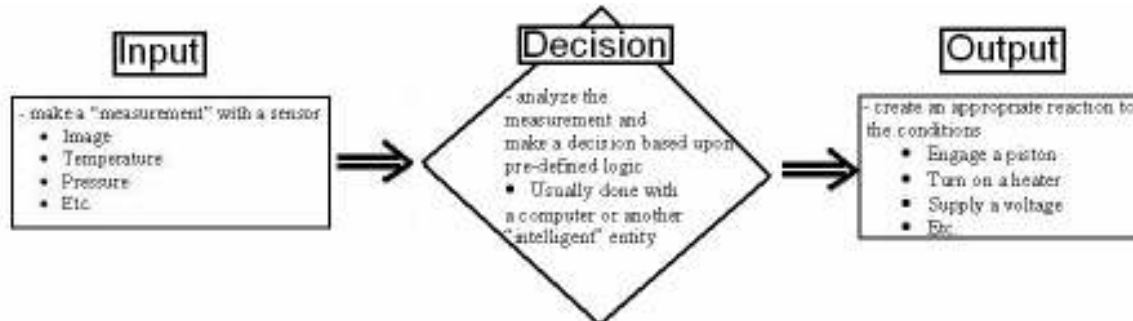 Input
- make a "measurement" with a sensor
• Image
• Temperature
• Pressure
• Etc.
Decision
- analyze the
measurement and
make a decision based upon
pre-defined logic
• Usually done with
a computer or another
"intelligent" entity
Output
- create an appropriate reaction to
the conditions
• Engage a piston
• Turn on a heater
• Supply a voltage
• Etc.